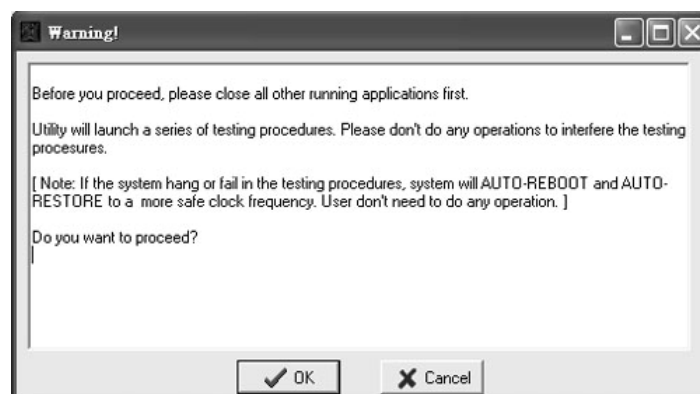 Warning!
Before you proceed, please close all other running applications first.
Utility will launch a series of testing procedures. Please don't do any operations to interfere the testing
procesures.
[ Note: If the system hang or fail in the testing procedures, system will AUTO-REBOOT and AUTO-
RESTORE to a more safe clock frequency. User don't need to do any operation. ]
Do you want to proceed?
OK
Cancel